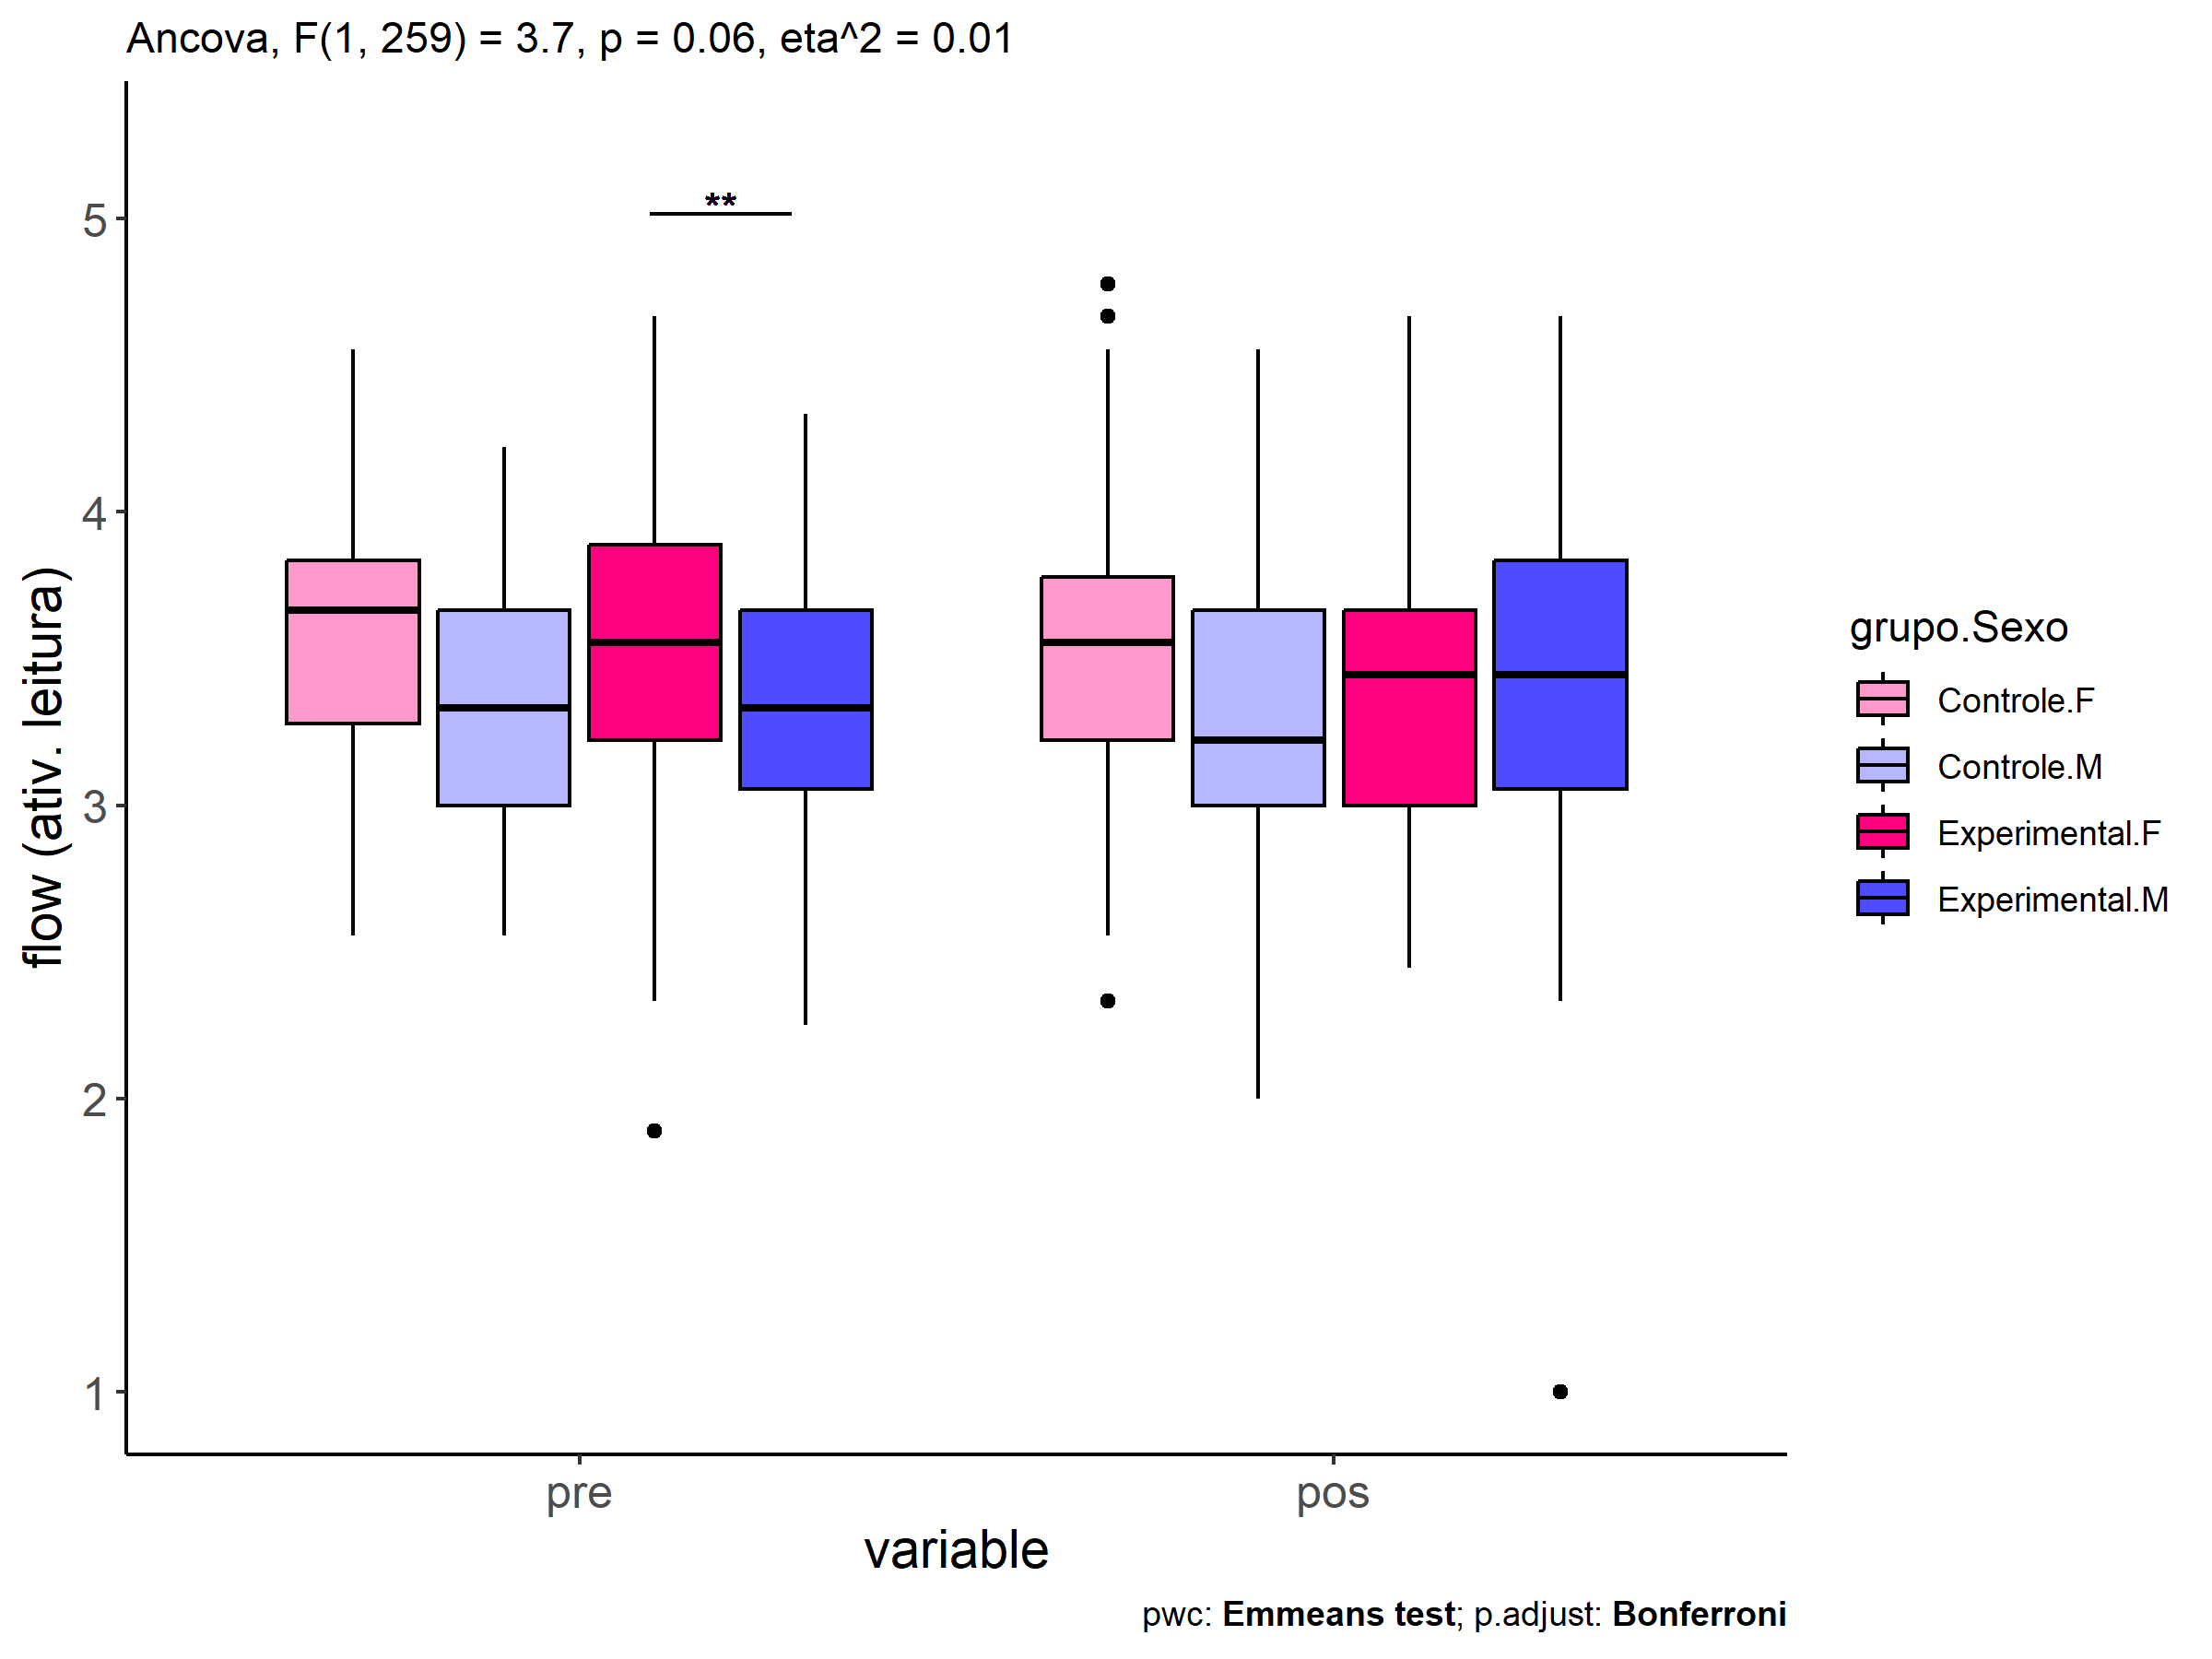 Ancova, F(1, 259) = 3.7, p = 0.06, eta^2 = 0.01
**
5
4
3
2
1
flow (ativ. leitura)
pre
pos
variable
grupo.Sexo
Controle.F
Controle.M
Experimental.F
Experimental.M
pwc: Emmeans test; p.adjust: Bonferroni